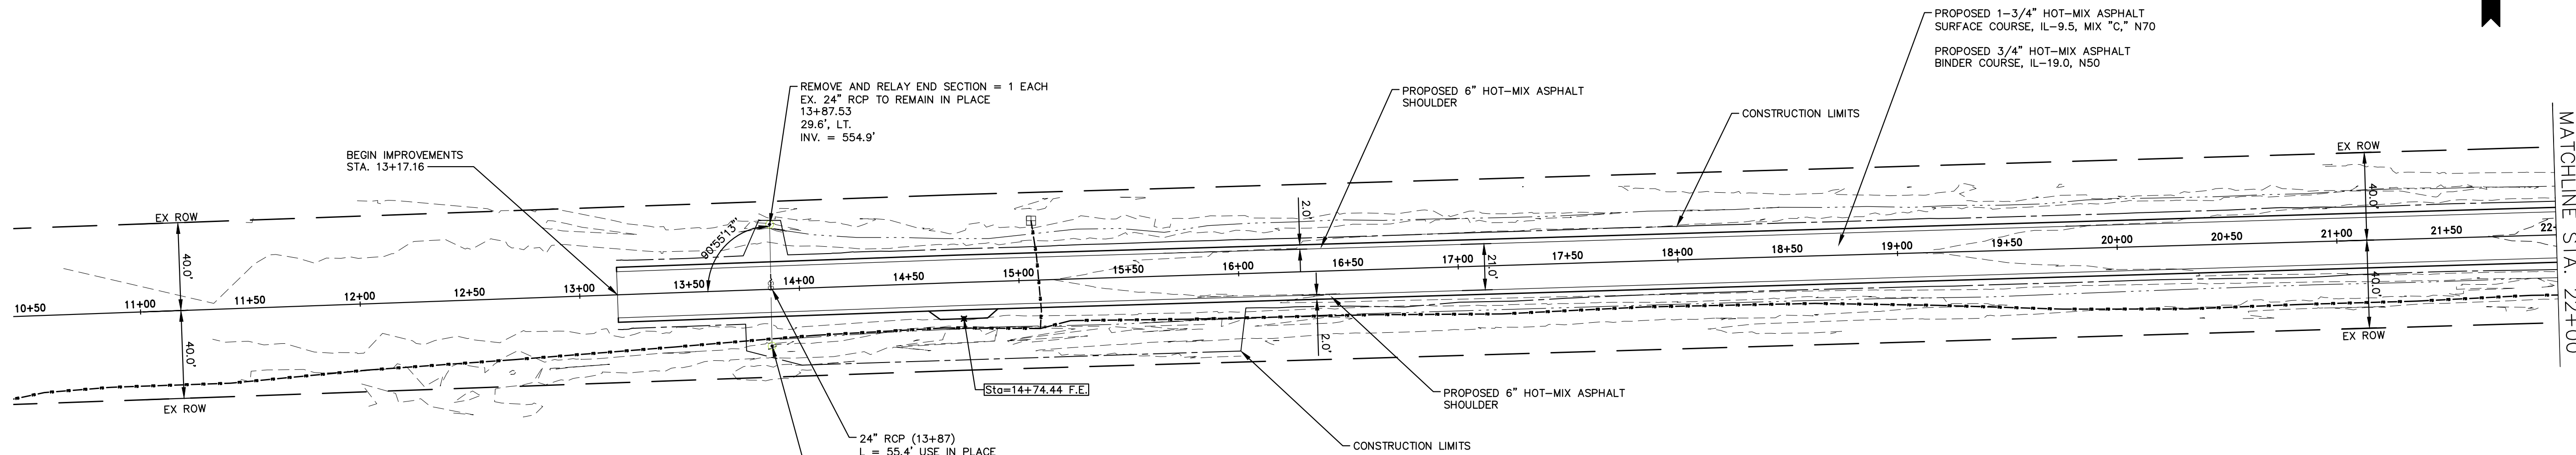 PROPOSED 1-3/4" HOT-MIX ASPHALT
SURFACE COURSE, IL-9.5, MIX "C," N70
PROPOSED 3/4" HOT-MIX ASPHALT
BINDER COURSE, IL-19.0, N50
REMOVE AND RELAY END SECTION = 1 EACH
EX. 24" RCP TO REMAIN IN PLACE
13+87.53
29.6', LT.
INV. = 554.9'
PROPOSED 6" HOT-MIX ASPHALT
SHOULDER
CONSTRUCTION LIMITS
BEGIN IMPROVEMENTS
STA. 13+17.16
EX ROW
EX ROW
MATCHLINE STA. 22+00
40.0'
40.0'
90°55'13"
2.0'
21.0'
40.0'
40.0'
10+50
11+00
11+50
12+00
12+50
13+00
13+50
14+00
14+50
15+00
15+50
16+00
16+50
17+00
17+50
18+00
18+50
19+00
19+50
20+00
20+50
21+00
21+50
22+
2.0'
EX ROW
EX ROW
Sta=14+74.44 F.E.
PROPOSED 6" HOT-MIX ASPHALT
SHOULDER
24" RCP (13+87)
L = 55.4' USE IN PLACE
CONSTRUCTION LIMITS